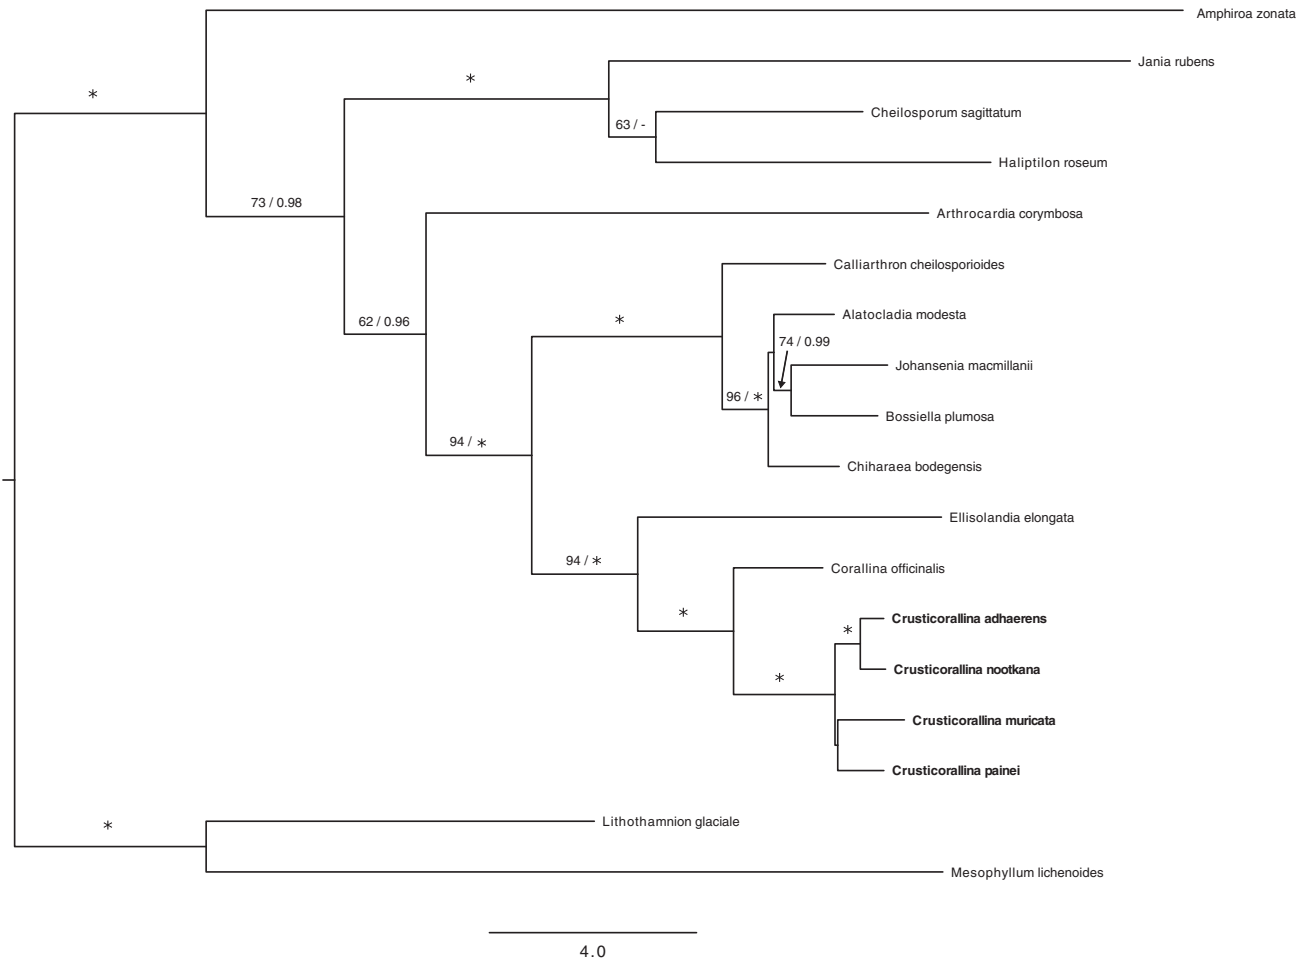 Amphiroa zonata
Jania rubens
*
*
Cheilosporum sagittatum
63 / -
Haliptilon roseum
73 / 0.98
Arthrocardia corymbosa
Calliarthron cheilosporioides
Alatocladia modesta
62 / 0.96
*
74 / 0.99
Johansenia macmillanii
96 / *
Bossiella plumosa
94 / *
Chiharaea bodegensis
Ellisolandia elongata
94 / *
Corallina officinalis
*
Crusticorallina adhaerens
*
Crusticorallina nootkana
*
Crusticorallina muricata
Crusticorallina painei
*
Lithothamnion glaciale
Mesophyllum lichenoides
4.0